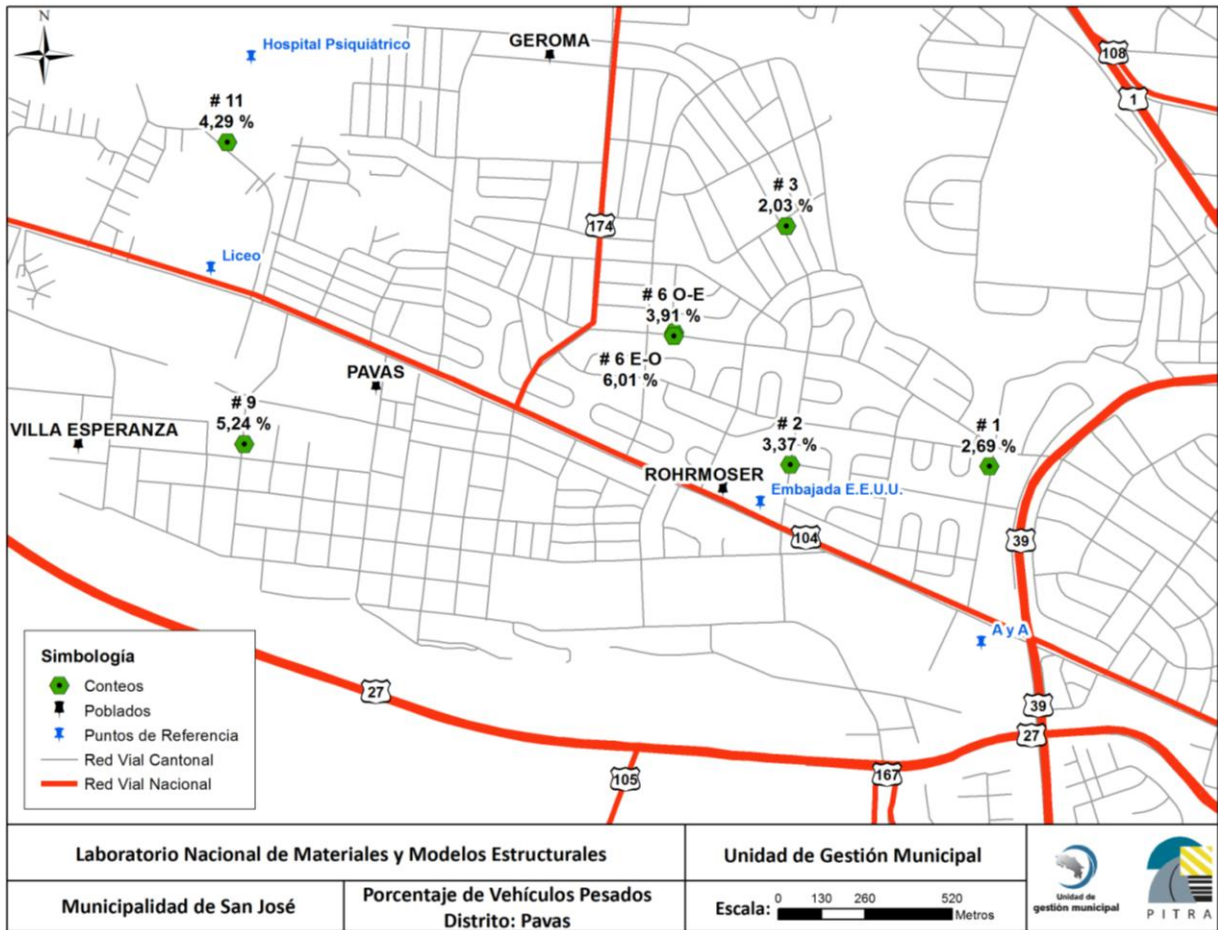 N
Hospital Psiquiátrico
GEROMA
108
1
# 11
4,29 %
# 3
2,03 %
174
Liceo
# 6 O-E
3,91 %
# 6 E-O
6,01 %
PAVAS
# 9
5,24 %
VILLA ESPERANZA
# 2
3,37 %
# 1
2,69 %
ROHRMOSER
Embajada E.E.U.U.
104
39
A y A
Simbología
Conteos
Poblados
Puntos de Referencia
Red Vial Cantonal
Red Vial Nacional
27
39
27
105
167
Laboratorio Nacional de Materiales y Modelos Estructurales
Unidad de Gestión Municipal
Municipalidad de San José
Porcentaje de Vehículos Pesados
Distrito: Pavas
Escala:
0 130 260 520
Metros
Unidad de
gestión municipal
PITRA